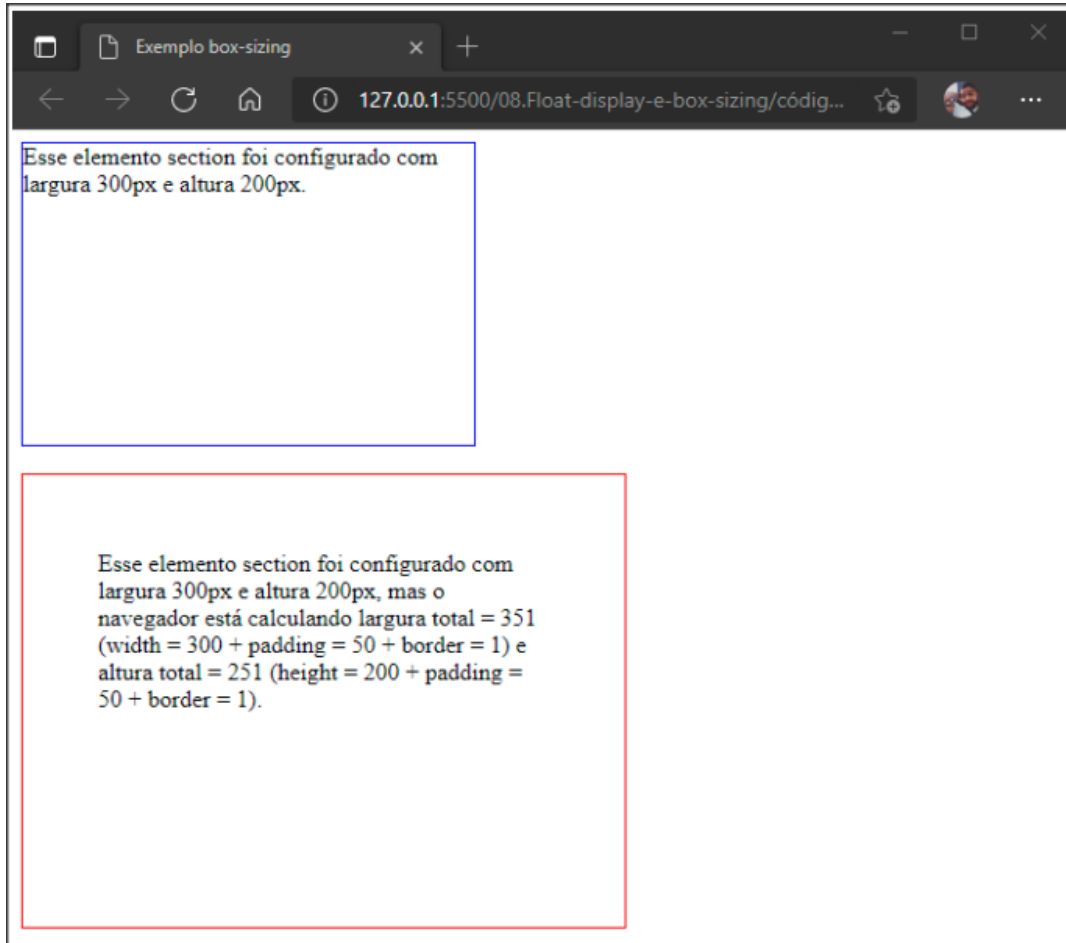 Exemplo box-sizing
127.0.0.1:5500/08.Float-display-e-box-sizing/códig...
Esse elemento section foi configurado com
largura 300px e altura 200px.
Esse elemento section foi configurado com
largura 300px e altura 200px, mas o
navegador está calculando largura total = 351
(width = 300 + padding = 50 + border = 1) e
altura total = 251 (height = 200 + padding =
50 + border = 1).